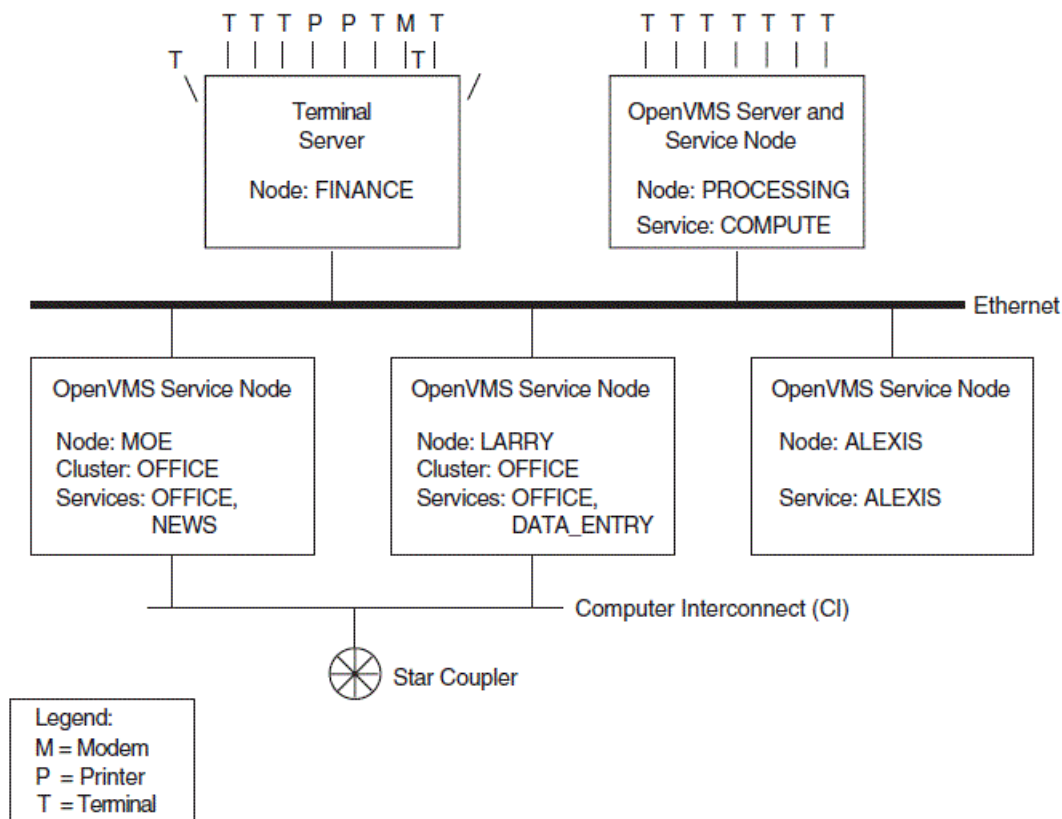 T T T P P T M T
T
T
Terminal
Server
Node: FINANCE
T T T T T T T
OpenVMS Server and
Service Node
Node: PROCESSING
Service: COMPUTE
Ethernet
OpenVMS Service Node
Node: MOE
Cluster: OFFICE
Services: OFFICE,
NEWS
OpenVMS Service Node
Node: LARRY
Cluster: OFFICE
Services: OFFICE,
DATA_ENTRY
OpenVMS Service Node
Node: ALEXIS
Service: ALEXIS
Computer Interconnect (CI)
Star Coupler
Legend:
M = Modem
P = Printer
T = Terminal